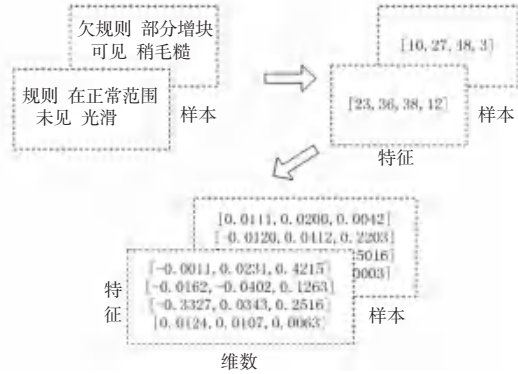 欠规则 部分增块
可见 稍毛糙
规则 在正常范围
未见 光滑
样本
[10, 27, 18, 3]
[23, 36, 38, 12]
样本
特征
[0.0111, 0.0200, 0.0042]
[-0.0120, 0.0412, 0.2203]
5016]
0003]
[-0.0011, 0.0231, 0.4215]
[-0.0162, -0.0402, 0.1263]
[-0.3327, 0.0343, 0.2516]
[0.0124, 0.0107, 0.0063]
特征
样本
维数